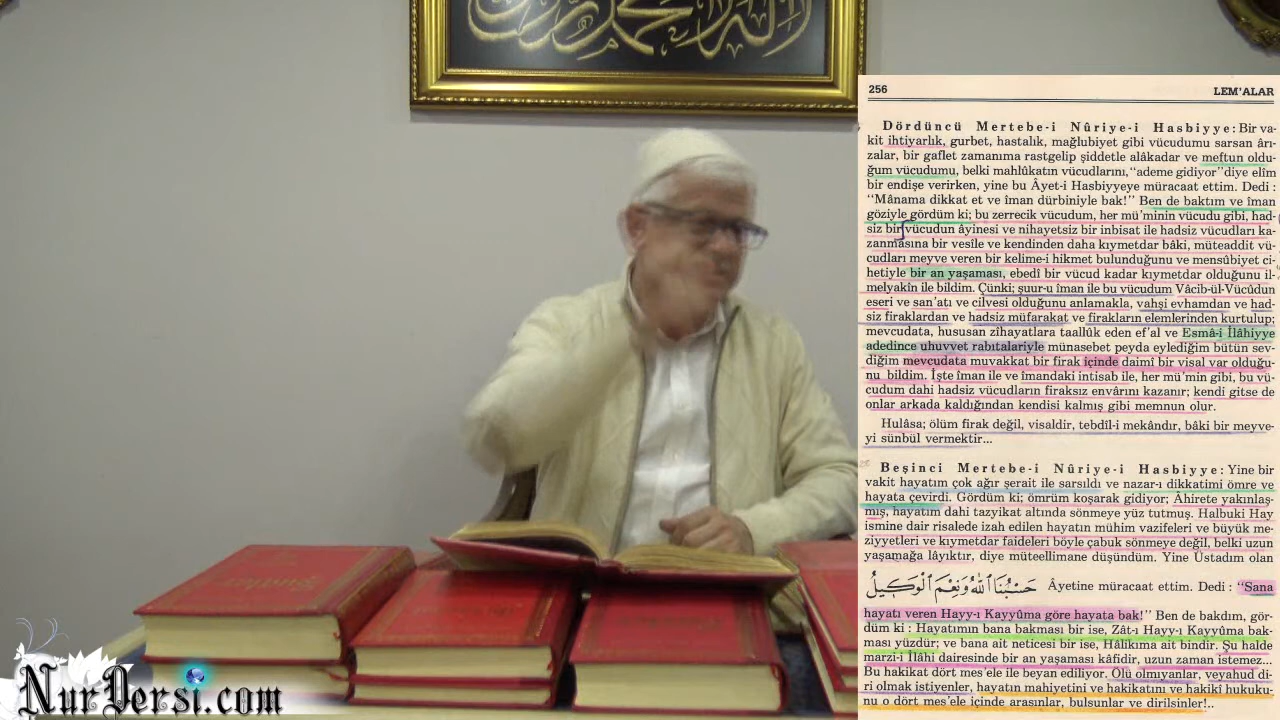 256 LEM'ALAR
Dördüncü Mertebe-i Nûriye-i Hasbiyye: Bir va-
kit ihtiyarlık, gurbet, hastalık, mağlubiyet gibi vücudumu sarsan ârı-
zalar, bir gaflet zamanıma rastgelip şiddetle alâkadar ve meftun oldu-
ğum vücudumu, belki mahlûkatın vücudlarını, "ademe gidiyor" diye elîm
bir endişe verirken, yine bu Âyet-i Hasbiyyeye müracaat ettim. Dedi :
"Mânama dikkat et ve îman dürbiniyle bak!" Ben de baktım ve îman
göziyle gördüm ki; bu zerrecik vücudum, her mü'minin vücudu gibi, had-
siz bir vücudun âyinesi ve nihayetsiz bir inbisat ile hadsiz vücudları ka-
zanmasına bir vesîle ve kendinden daha kıymetdar bâki, müteaddit vü-
cudları meyve veren bir kelime-i hikmet bulunduğunu ve mensûbiyet ci-
hetiyle bir an yaşaması, ebedî bir vücud kadar kıymetdar olduğunu il-
melyakîn ile bildim. Çünki; şuur-u îman ile bu vücudum Vâcib-ül-Vücûdun
eseri ve san'atı ve cilvesi olduğunu anlamakla, vahşi evhamdan ve had-
siz firaklardan ve hadsiz müfarakat ve firakların elemlerinden kurtulup;
mevcudata, hususan zîhayatlara taallûk eden ef'al ve Esmâ-i İlâhiyye
adedince uhuvvet rabıtalariyle münasebet peyda eylediğim bütün sev-
diğim mevcudata muvakkat bir firak içinde daimî bir visal var olduğu-
nu bildim. İşte îman ile ve îmandaki intisab ile, her mü'min gibi, bu vü-
cudum dahi hadsiz vücudların firaksız envârını kazanır; kendi gitse de
onlar arkada kaldığından kendisi kalmış gibi memnun olur.
Hulâsa; ölüm firak değil, visaldir, tebdîl-i mekândır, bâki bir meyve-
yi sünbül vermektir...
Beşinci Mertebe-i Nûriye-i Hasbiyye: Yine bir
vakit hayatım çok ağır şerait ile sarsıldı ve nazar-ı dikkatimi ömre ve
hayata çevirdi. Gördüm ki; ömrüm koşarak gidiyor; Âhirete yakınlaş-
mış, hayatım dahi tazyikat altında sönmeye yüz tutmuş. Halbuki Hay
ismine dair risalede izah edilen hayatın mühim vazifeleri ve büyük me-
ziyyetleri ve kıymetdar faideleri böyle çabuk sönmeye değil, belki uzun
yaşamağa lâyıktır, diye müteellimane düşündüm. Yine Üstadım olan
حَسْبُنَا اللّٰهُ وَنِعْمَ الْوَكِيلُ Âyetine müracaat ettim. Dedi : "Sana
hayatı veren Hayy-ı Kayyûma göre hayata bak!" Ben de bakdım, gör-
düm ki : Hayatımın bana bakması bir ise, Zât-ı Hayy-ı Kayyûma bak-
ması yüzdür; ve bana ait neticesi bir ise, Hâlıkıma ait bindir. Şu halde
marzi-i İlâhi dairesinde bir an yaşaması kâfidir, uzun zaman istemez...
Bu hakikat dört mes'ele ile beyan ediliyor. Ölü olmıyanlar, veyahud di-
ri olmak istiyenler, hayatın mahiyetini ve hakikatını ve hakikî hukuku-
nu o dört mes'ele içinde arasınlar, bulsunlar ve dirilsinler!..
NurDersi.com